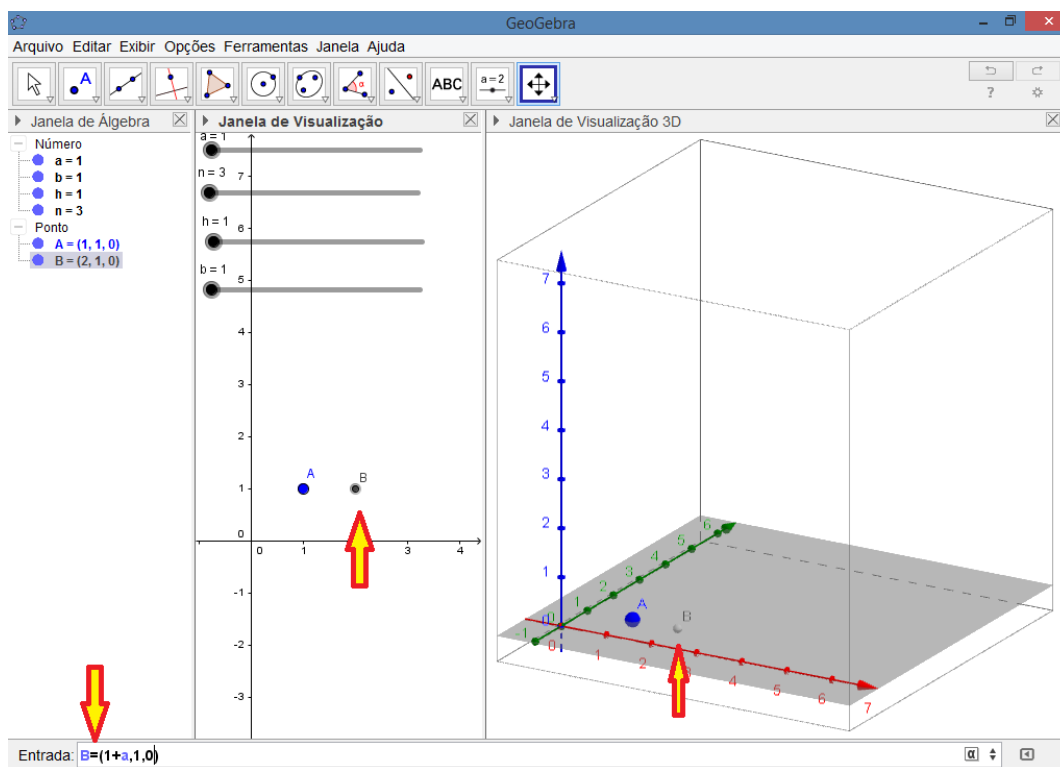 GeoGebra
Arquivo Editar Exibir Opções Ferramentas Janela Ajuda
A
α
ABC
a = 2
?
Janela de Álgebra
Número
a = 1
b = 1
h = 1
n = 3
Ponto
A = (1, 1, 0)
B = (2, 1, 0)
Janela de Visualização
a = 1
n = 3
h = 1
b = 1
7
6
5
4
3
2
1
0
-1
-2
-3
0
1
3
4
A
B
Janela de Visualização 3D
7
6
5
4
3
2
1
0
-1
0
1
2
3
4
5
6
0
1
2
3
4
5
6
7
A
B
Entrada: B=(1+a,1,0)
α